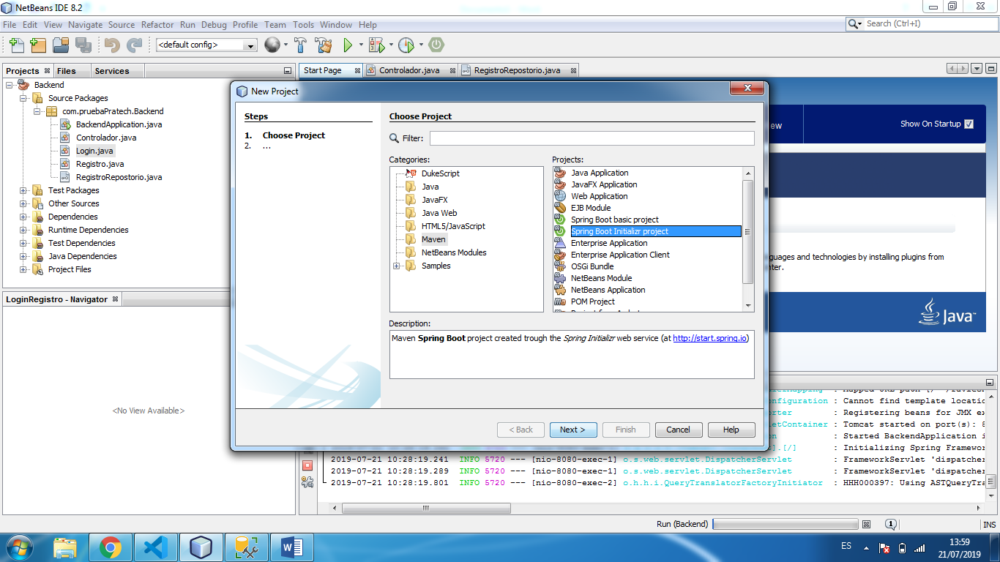 NetBeans IDE 8.2
File Edit View Navigate Source Refactor Run Debug Profile Team Tools Window Help
Search (Ctrl+I)
<default config>
Projects Files Services
Start Page Controlador.java RegistroRepostorio.java
Backend
Source Packages
com.pruebaPratech.Backend
BackendApplication.java
Controlador.java
Login.java
Registro.java
RegistroRepostorio.java
Test Packages
Other Sources
Dependencies
Runtime Dependencies
Test Dependencies
Java Dependencies
Project Files
LoginRegistro - Navigator
<No View Available>
New Project
Steps
1. Choose Project
2. ...
Choose Project
Filter:
Categories:
DukeScript
Java
JavaFX
Java Web
HTML5/JavaScript
Maven
NetBeans Modules
Samples
Projects:
Java Application
JavaFX Application
Web Application
EJB Module
Spring Boot basic project
Spring Boot Initializr project
Enterprise Application
Enterprise Application Client
OSGi Bundle
NetBeans Module
NetBeans Application
POM Project
Description:
Maven Spring Boot project created trough the Spring Initializr web service (at http://start.spring.io)
< Back Next > Finish Cancel Help
Show On Startup
guages and technologies by installing plugins from
Java™
nfiguration : Cannot find template locatio
rter : Registering beans for JMX ex
letContainer : Tomcat started on port(s): 8
on : Started BackendApplication i
].[/] : Initializing Spring Framewor
2019-07-21 10:28:19.241 INFO 5720 --- [nio-8080-exec-1] o.s.web.servlet.DispatcherServlet : FrameworkServlet 'dispatche
2019-07-21 10:28:19.289 INFO 5720 --- [nio-8080-exec-1] o.s.web.servlet.DispatcherServlet : FrameworkServlet 'dispatche
2019-07-21 10:28:19.801 INFO 5720 --- [nio-8080-exec-2] o.h.h.i.QueryTranslatorFactoryInitiator : HHH000397: Using ASTQueryTra
Run (Backend) 1 INS
ES
13:59
21/07/2019